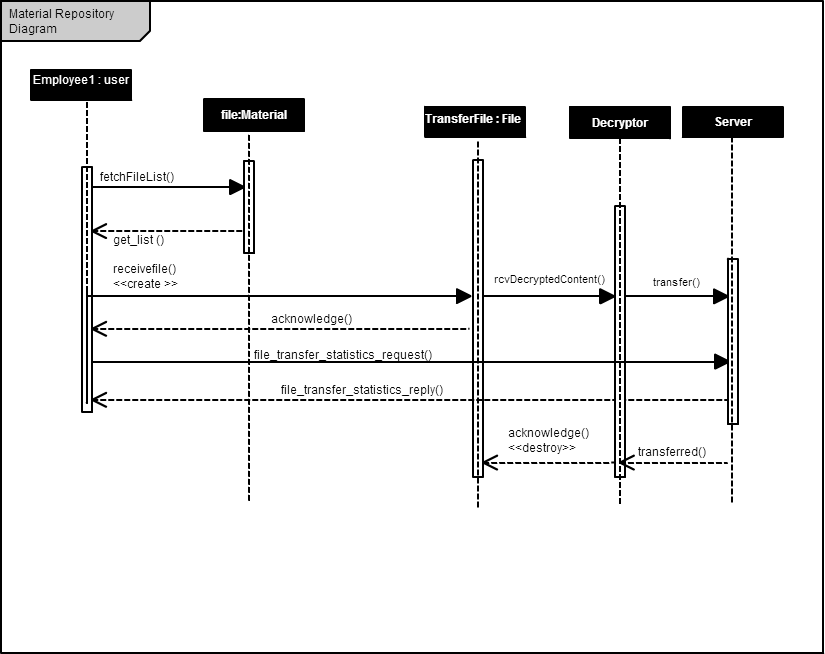 Material Repository
Diagram
Employee1 : user
file:Material
TransferFile : File
Decryptor
Server
fetchFileList()
get_list ()
receivefile()
<<create >>
rcvDecryptedContent()
transfer()
acknowledge()
file_transfer_statistics_request()
file_transfer_statistics_reply()
acknowledge()
<<destroy>>
transferred()